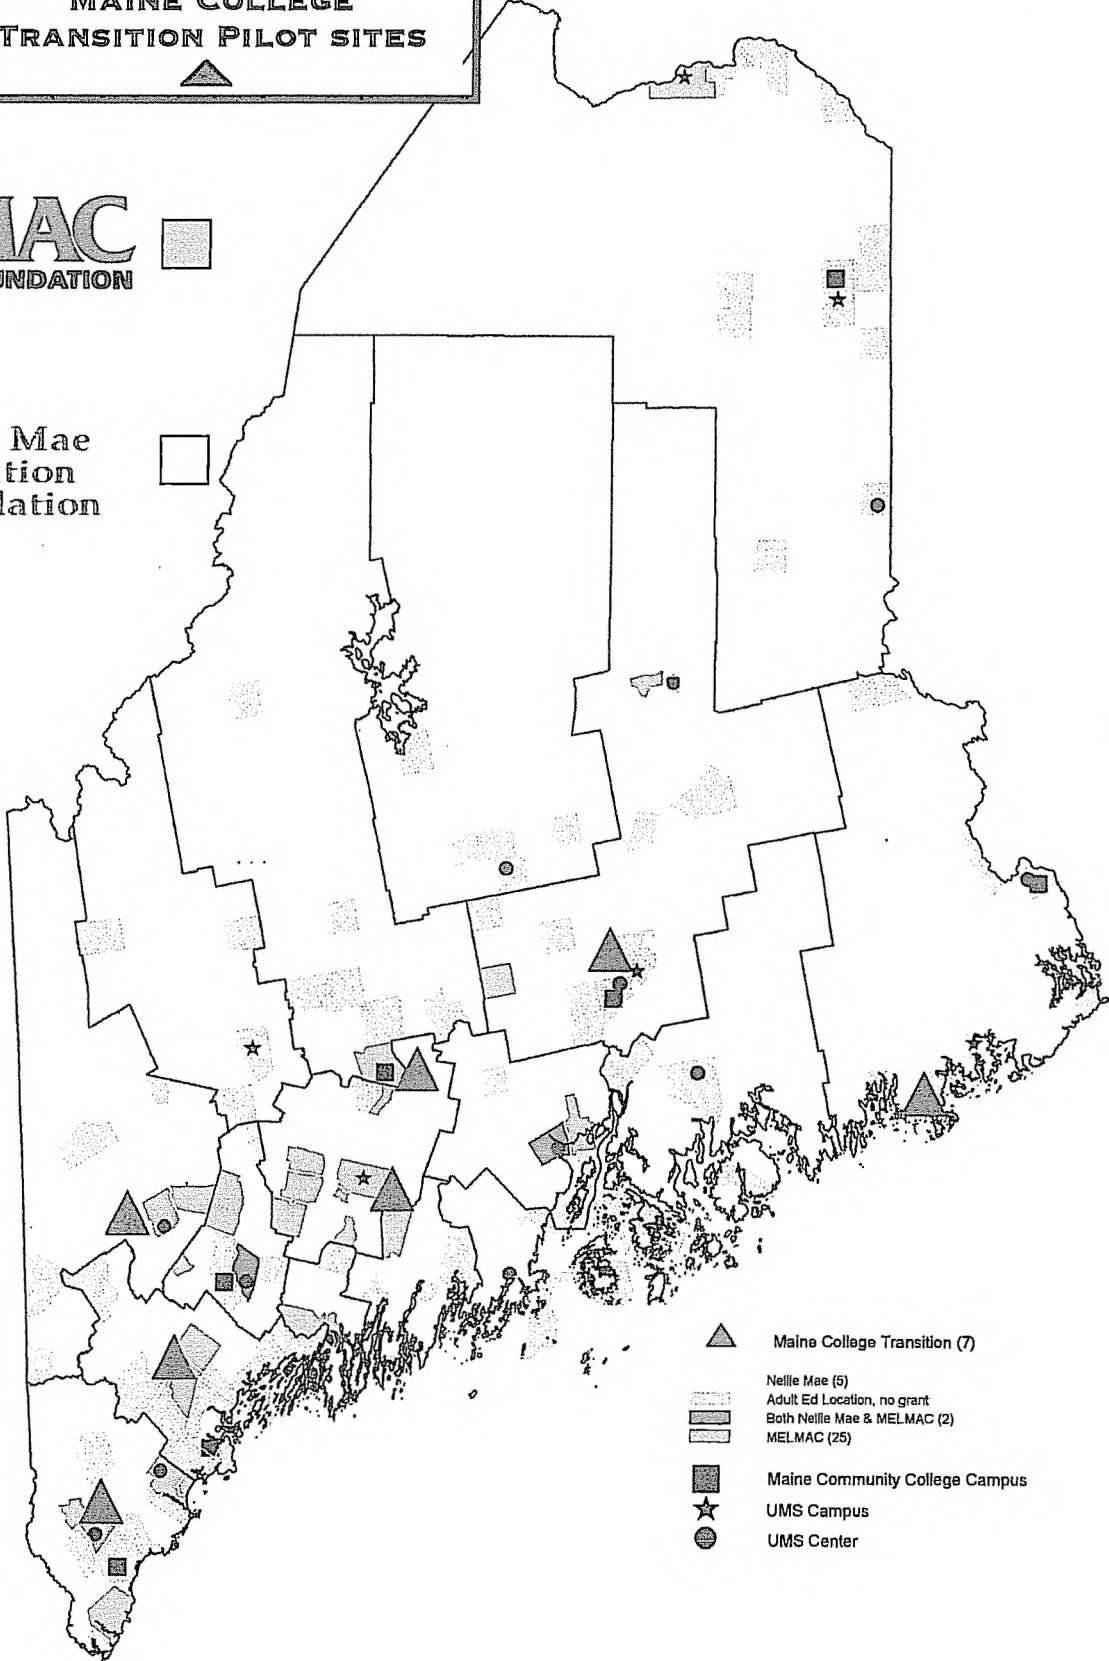 MAINE COLLEGE
TRANSITION PILOT SITES
MAC
UNDATION
Mae
tion
lation
Maine College Transition (7)
Nellie Mae (5)
Adult Ed Location, no grant
Both Nellie Mae & MELMAC (2)
MELMAC (25)
Maine Community College Campus
UMS Campus
UMS Center